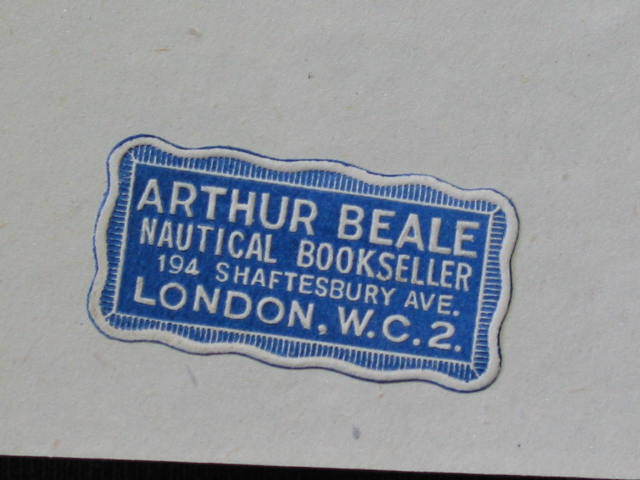 ARTHUR BEALE
NAUTICAL BOOKSELLER
194 SHAFTESBURY AVE.
LONDON, W.C.2.